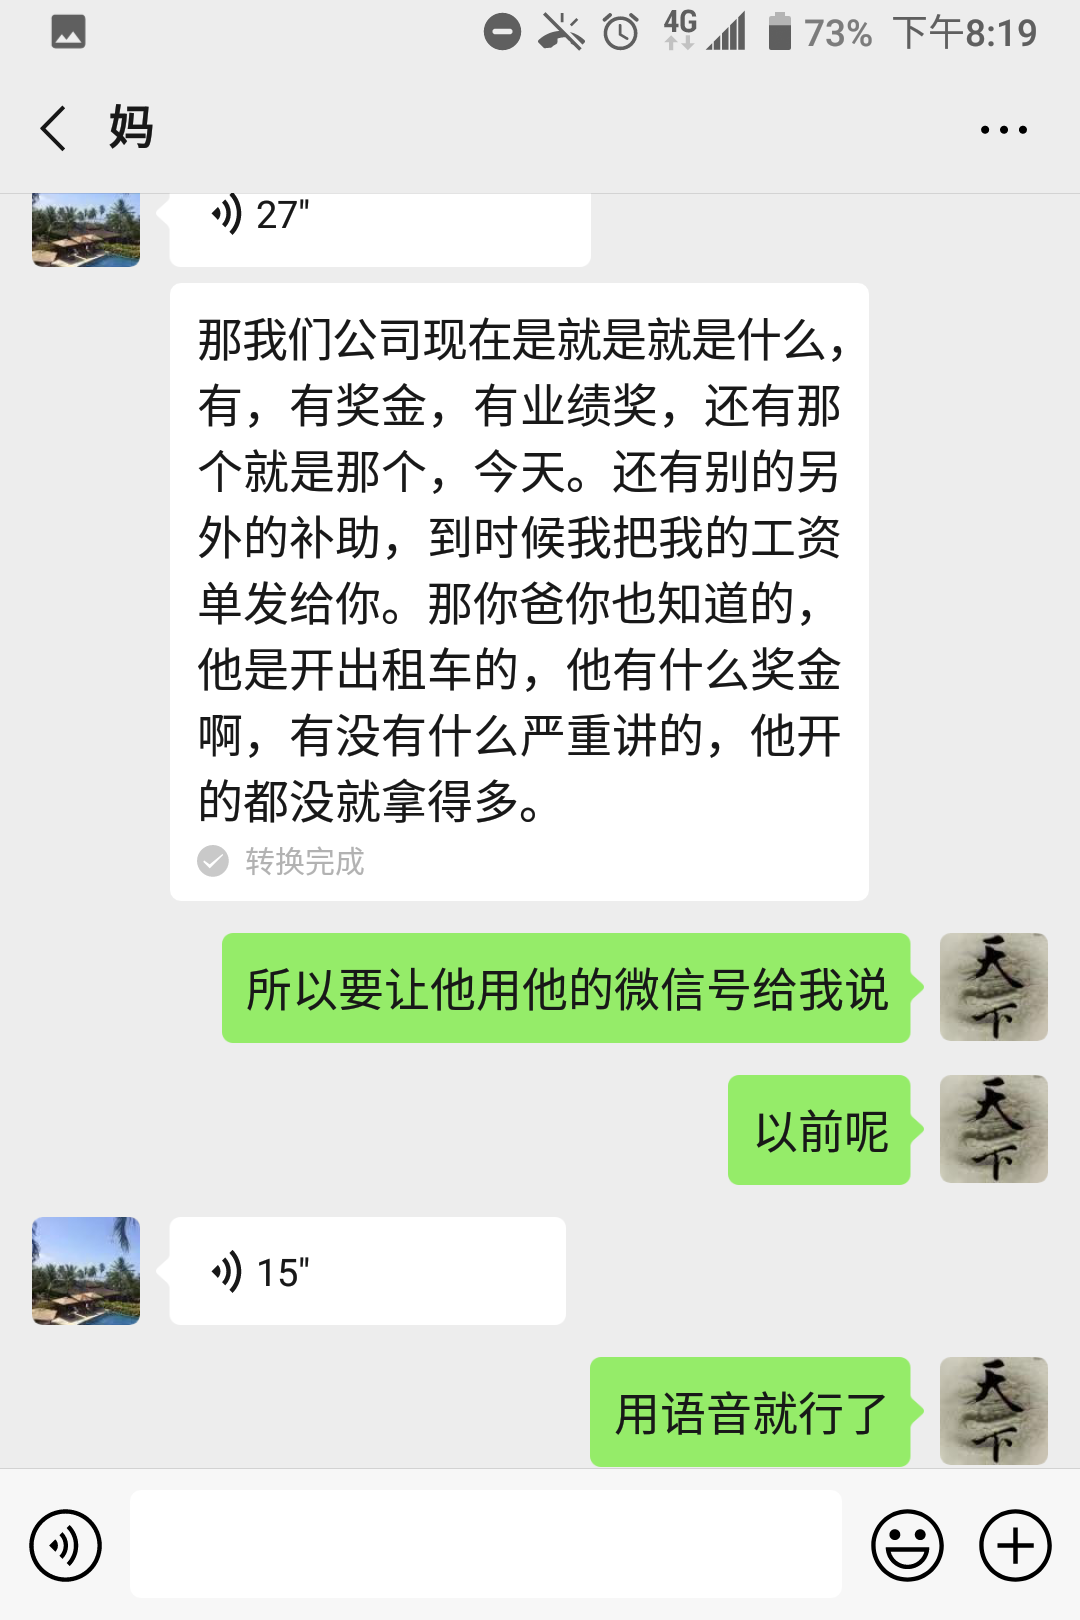 4G 73% 下午8:19
妈
27"
那我们公司现在是就是就是什么，
有，有奖金，有业绩奖，还有那
个就是那个，今天。还有别的另
外的补助，到时候我把我的工资
单发给你。那你爸你也知道的，
他是开出租车的，他有什么奖金
啊，有没有什么严重讲的，他开
的都没就拿得多。
转换完成
所以要让他用他的微信号给我说
天下
以前呢
天下
15"
用语音就行了
天下